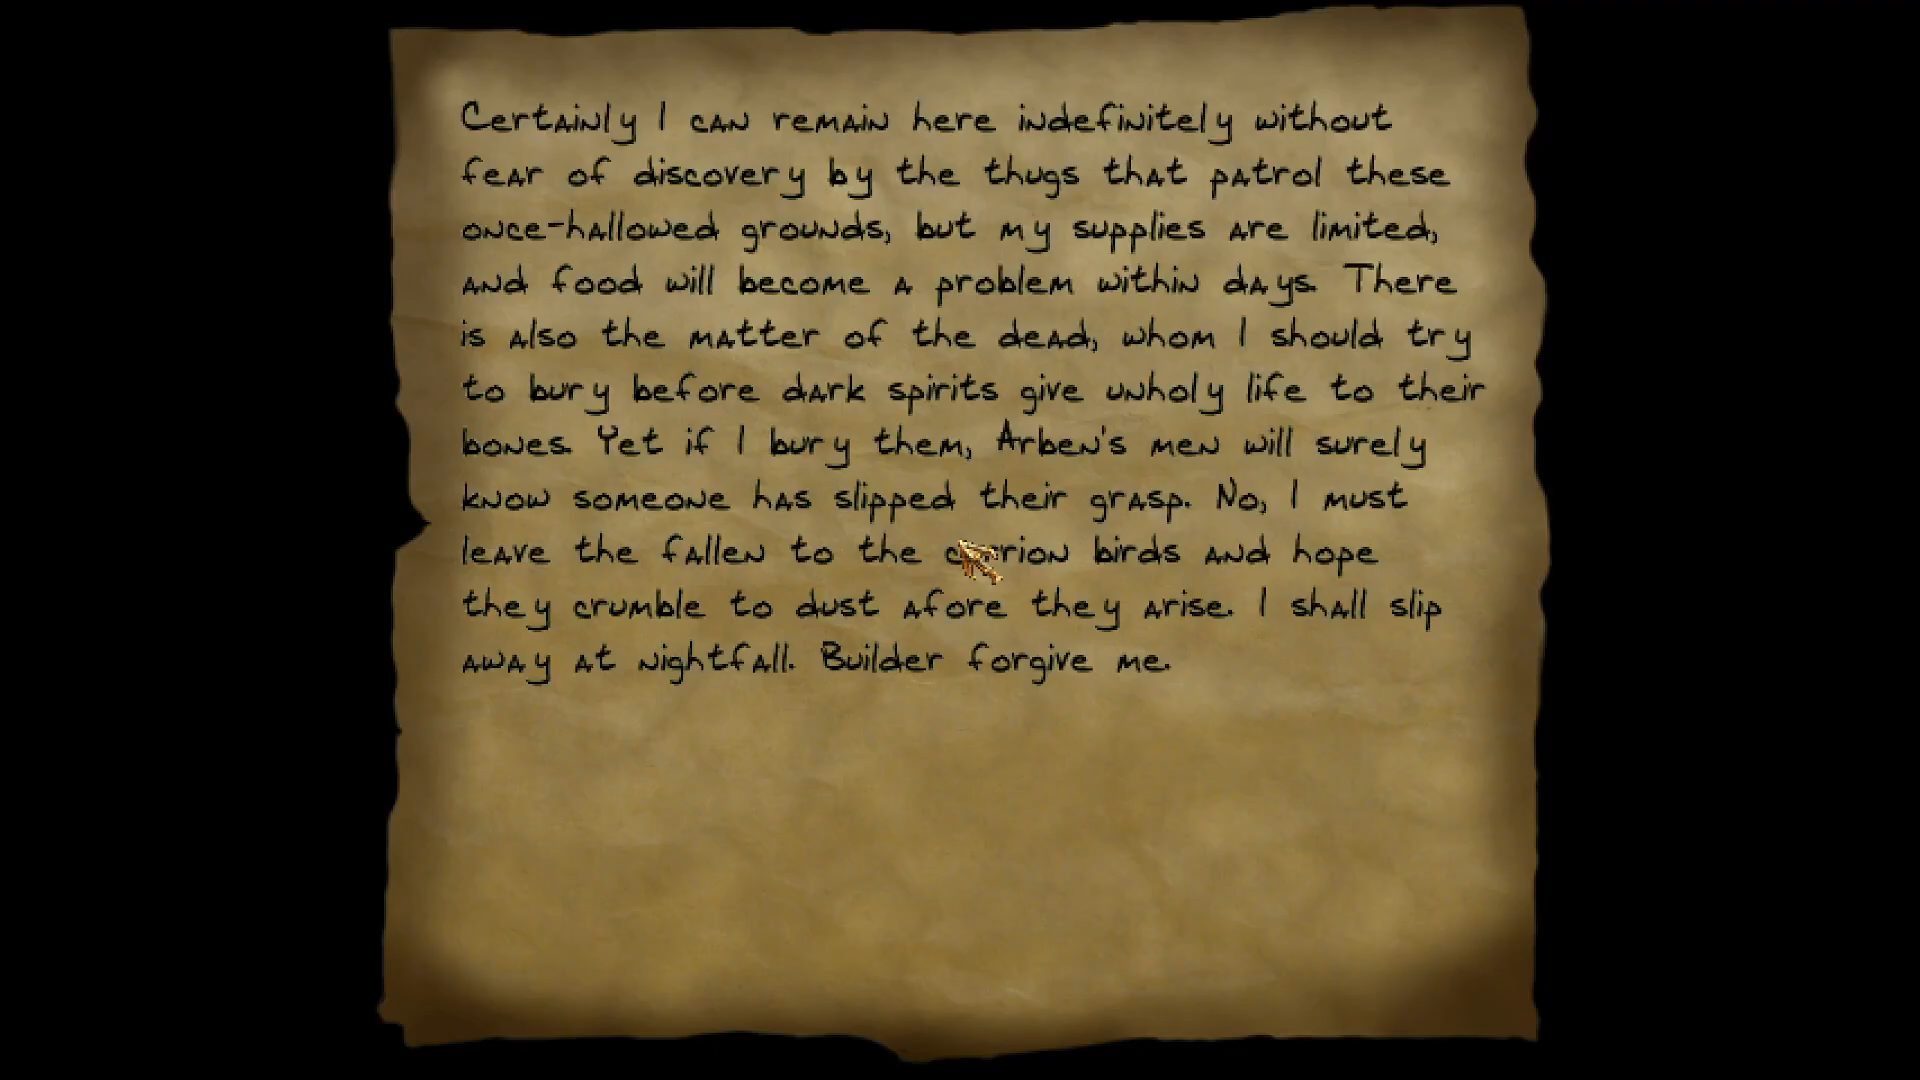 Certainly I can remain here indefinitely without
fear of discovery by the thugs that patrol these
once-hallowed grounds, but my supplies are limited,
and food will become a problem within days. There
is also the matter of the dead, whom I should try
to bury before dark spirits give unholy life to their
bones. Yet if I bury them, Arben's men will surely
know someone has slipped their grasp. No, I must
leave the fallen to the carrion birds and hope
they crumble to dust afore they arise. I shall slip
away at nightfall. Builder forgive me.